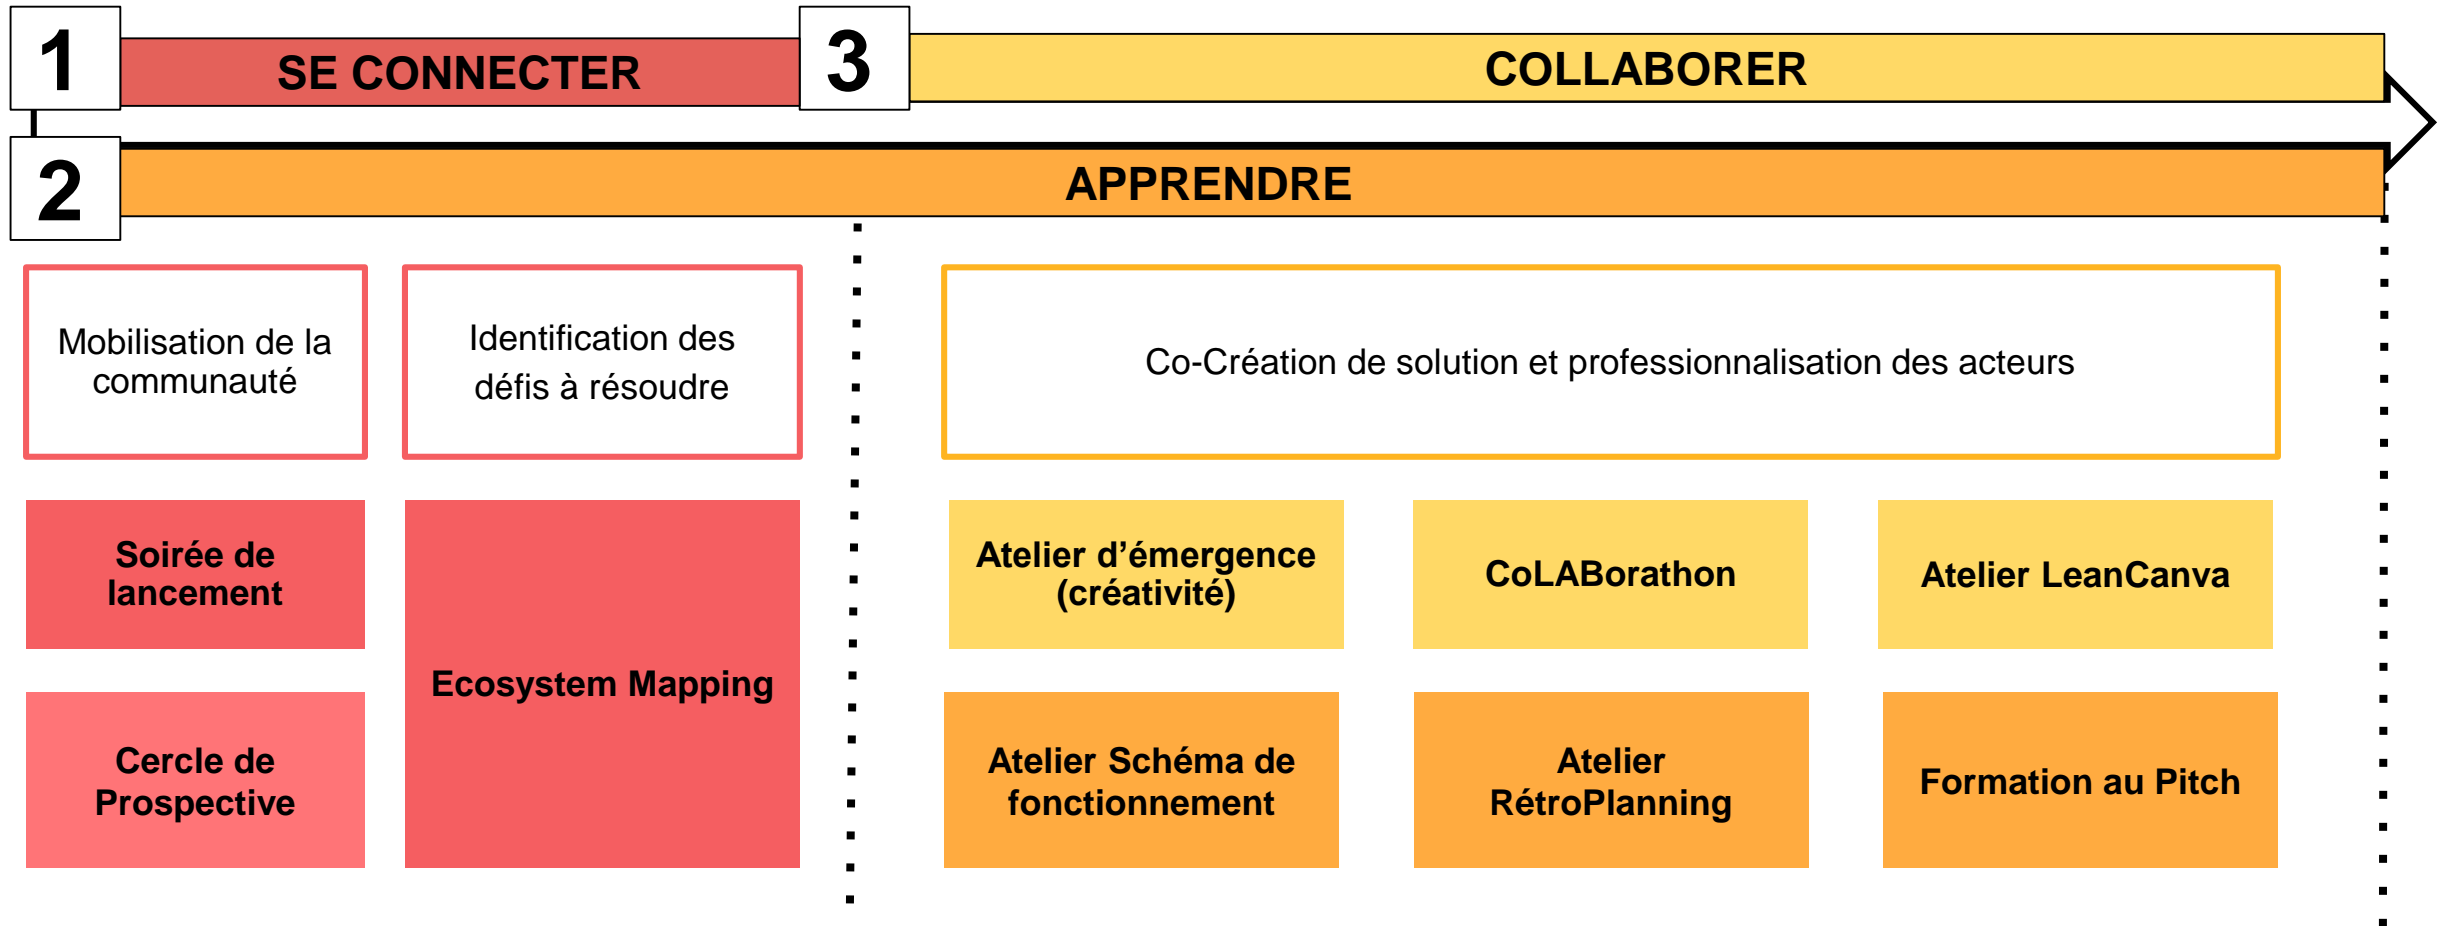 1
SE CONNECTER
3
COLLABORER
2
APPRENDRE
Mobilisation de la
communauté
Identification des
défis à résoudre
Co-Création de solution et professionnalisation des acteurs
Soirée de
lancement
Ecosystem Mapping
Cercle de
Prospective
Atelier d’émergence
(créativité)
CoLABorathon
Atelier LeanCanva
Atelier Schéma de
fonctionnement
Atelier
RétroPlanning
Formation au Pitch